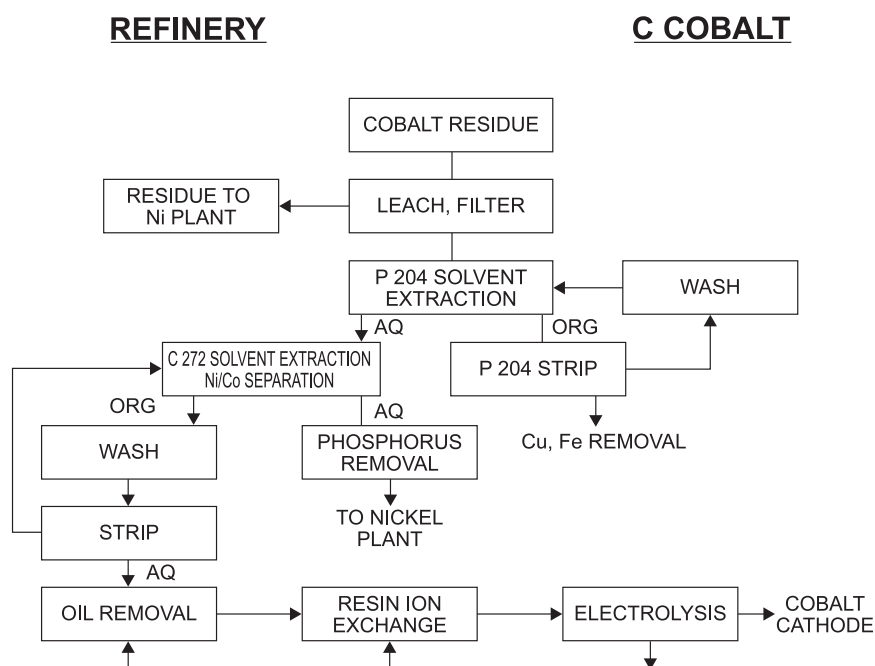 REFINERY
C COBALT
COBALT RESIDUE
RESIDUE TO
Ni PLANT
LEACH, FILTER
P 204 SOLVENT
EXTRACTION
WASH
AQ
ORG
C 272 SOLVENT EXTRACTION
Ni/Co SEPARATION
P 204 STRIP
ORG
AQ
WASH
PHOSPHORUS
REMOVAL
Cu, Fe REMOVAL
STRIP
TO NICKEL
PLANT
AQ
OIL REMOVAL
RESIN ION
EXCHANGE
ELECTROLYSIS
COBALT
CATHODE